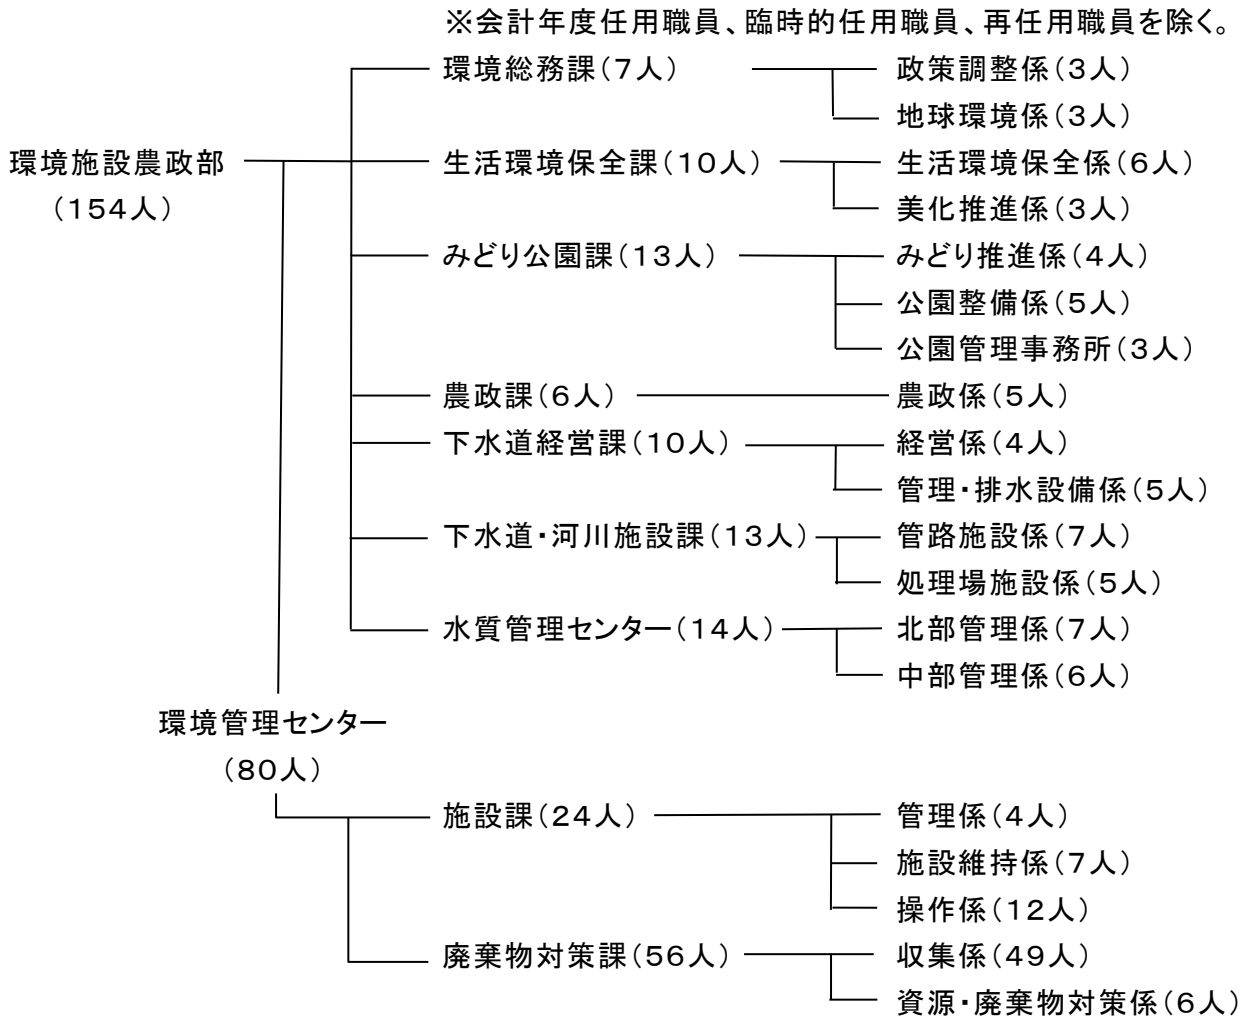 ※会計年度任用職員、臨時的任用職員、再任用職員を除く。
環境総務課(7人) 政策調整係(3人)
地球環境係(3人)
環境施設農政部 生活環境保全課(10人) 生活環境保全係(6人)
(154人) 美化推進係(3人)
みどり公園課(13人) みどり推進係(4人)
公園整備係(5人)
公園管理事務所(3人)
農政課(6人) 農政係(5人)
下水道経営課(10人) 経営係(4人)
管理・排水設備係(5人)
下水道・河川施設課(13人) 管路施設係(7人)
処理場施設係(5人)
水質管理センター(14人) 北部管理係(7人)
中部管理係(6人)
環境管理センター
(80人)
施設課(24人) 管理係(4人)
施設維持係(7人)
操作係(12人)
廃棄物対策課(56人) 収集係(49人)
資源・廃棄物対策係(6人)